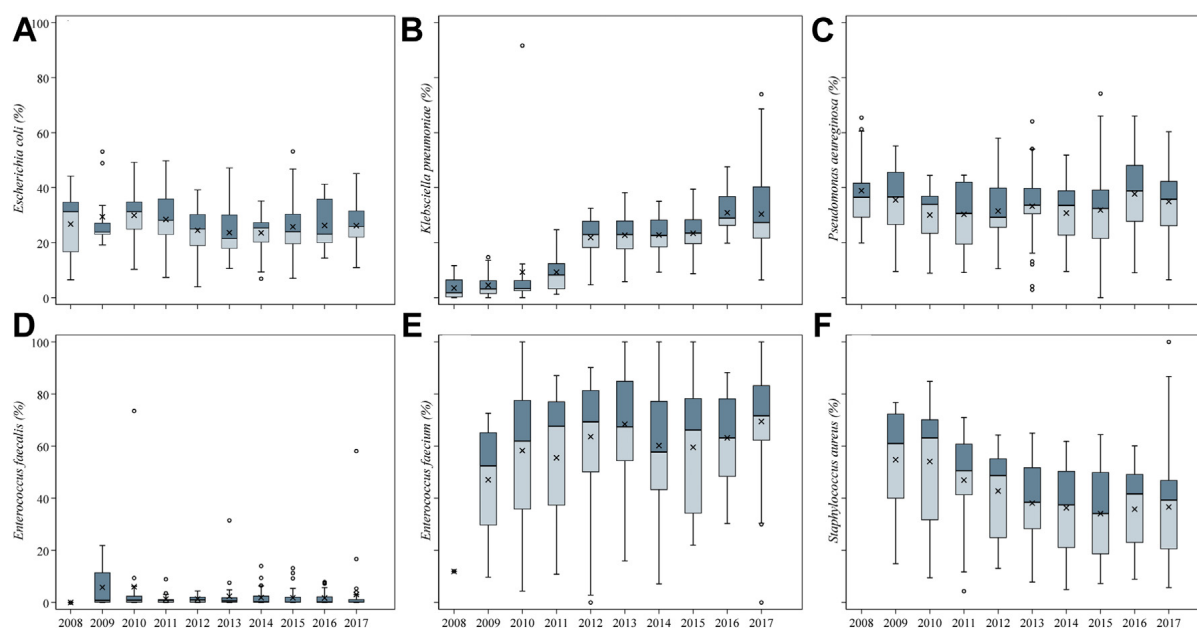 A
B
C
100
80
60
40
20
0
Escherichia coli (%)
Klebsiella pneumoniae (%)
Pseudomonas aeureginosa (%)
D
E
F
100
80
60
40
20
0
Enterococcus faecalis (%)
Enterococcus faecium (%)
Staphylococcus aureus (%)
2008 2009 2010 2011 2012 2013 2014 2015 2016 2017
2008 2009 2010 2011 2012 2013 2014 2015 2016 2017
2008 2009 2010 2011 2012 2013 2014 2015 2016 2017